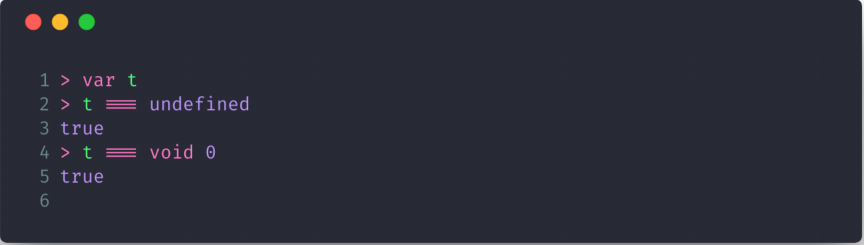 1 > var t
2 > t === undefined
3 true
4 > t === void 0
5 true
6